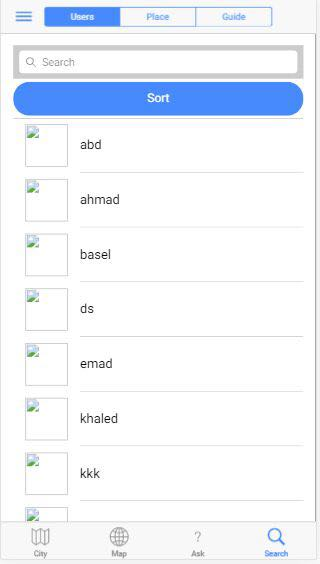 Users Place Guide
Search
Sort
abd
ahmad
basel
ds
emad
khaled
kkk
City Map ? Ask Search